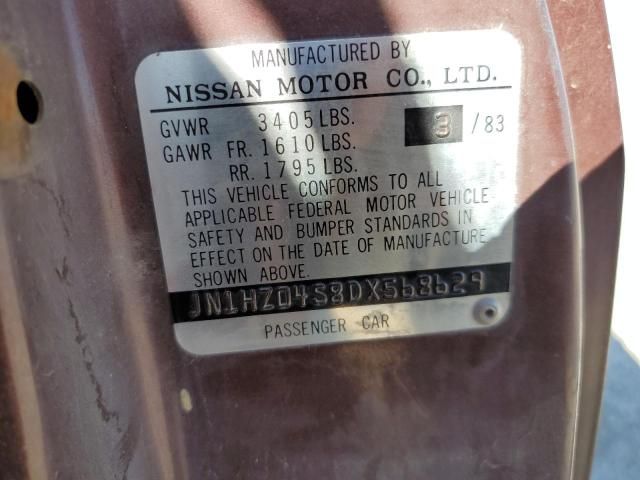 MANUFACTURED BY
NISSAN MOTOR CO., LTD.
GVWR 3405 LBS. 3 / 83
GAWR FR. 1610 LBS.
RR. 1795 LBS.
THIS VEHICLE CONFORMS TO ALL
APPLICABLE FEDERAL MOTOR VEHICLE
SAFETY AND BUMPER STANDARDS IN
EFFECT ON THE DATE OF MANUFACTURE
SHOWN ABOVE.
JN1HZ04S8DX568629
PASSENGER CAR